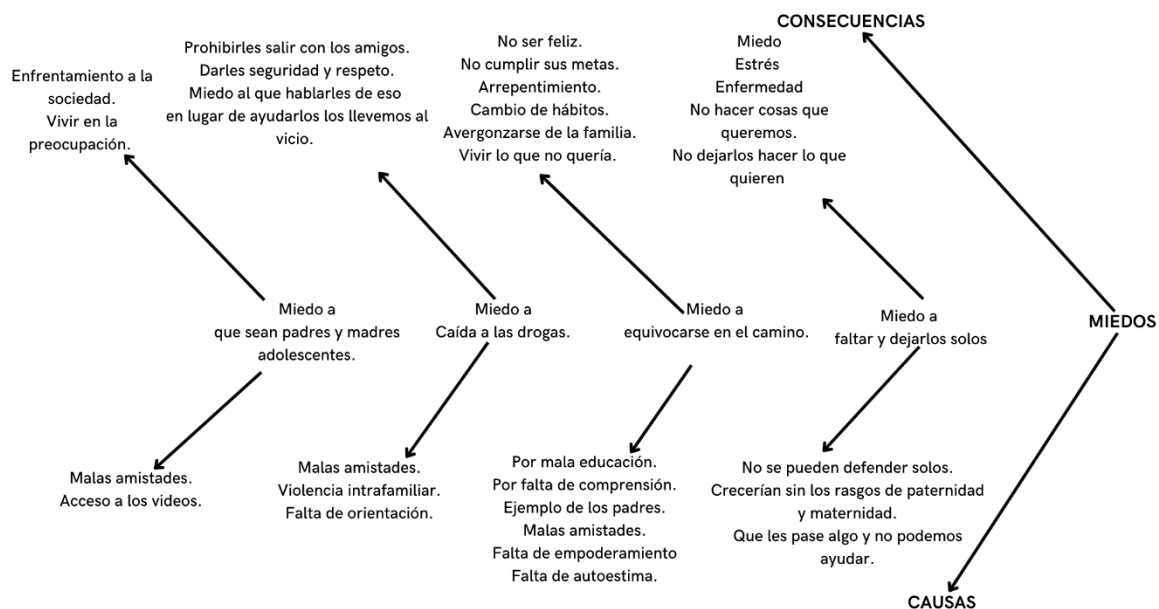 CONSECUENCIAS
Enfrentamiento a la
sociedad.
Vivir en la
preocupación.
Prohibirles salir con los amigos.
Darles seguridad y respeto.
Miedo al que hablarles de eso
en lugar de ayudarlos los llevemos al
vicio.
No ser feliz.
No cumplir sus metas.
Arrepentimiento.
Cambio de hábitos.
Avergonzarse de la familia.
Vivir lo que no quería.
Miedo
Estrés
Enfermedad
No hacer cosas que
queremos.
No dejarlos hacer lo que
quieren
Miedo a
que sean padres y madres
adolescentes.
Miedo a
Caída a las drogas.
Miedo a
equivocarse en el camino.
Miedo a
faltar y dejarlos solos
MIEDOS
Malas amistades.
Acceso a los videos.
Malas amistades.
Violencia intrafamiliar.
Falta de orientación.
Por mala educación.
Por falta de comprensión.
Ejemplo de los padres.
Malas amistades.
Falta de empoderamiento
Falta de autoestima.
No se pueden defender solos.
Crecerían sin los rasgos de paternidad
y maternidad.
Que les pase algo y no podemos
ayudar.
CAUSAS